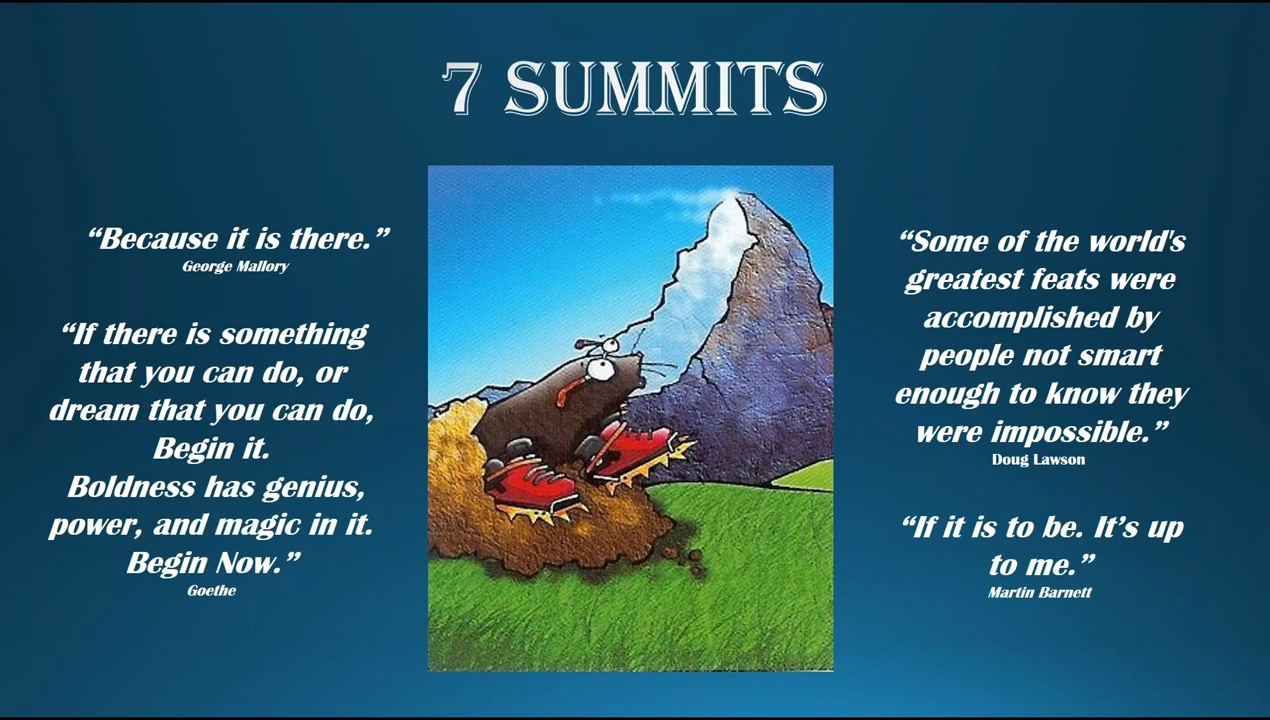 7 SUMMITS
“Because it is there.”
George Mallory
“If there is something
that you can do, or
dream that you can do,
Begin it.
Boldness has genius,
power, and magic in it.
Begin Now.”
Goethe
“Some of the world's
greatest feats were
accomplished by
people not smart
enough to know they
were impossible.”
Doug Lawson
“If it is to be. It’s up
to me.”
Martin Barnett